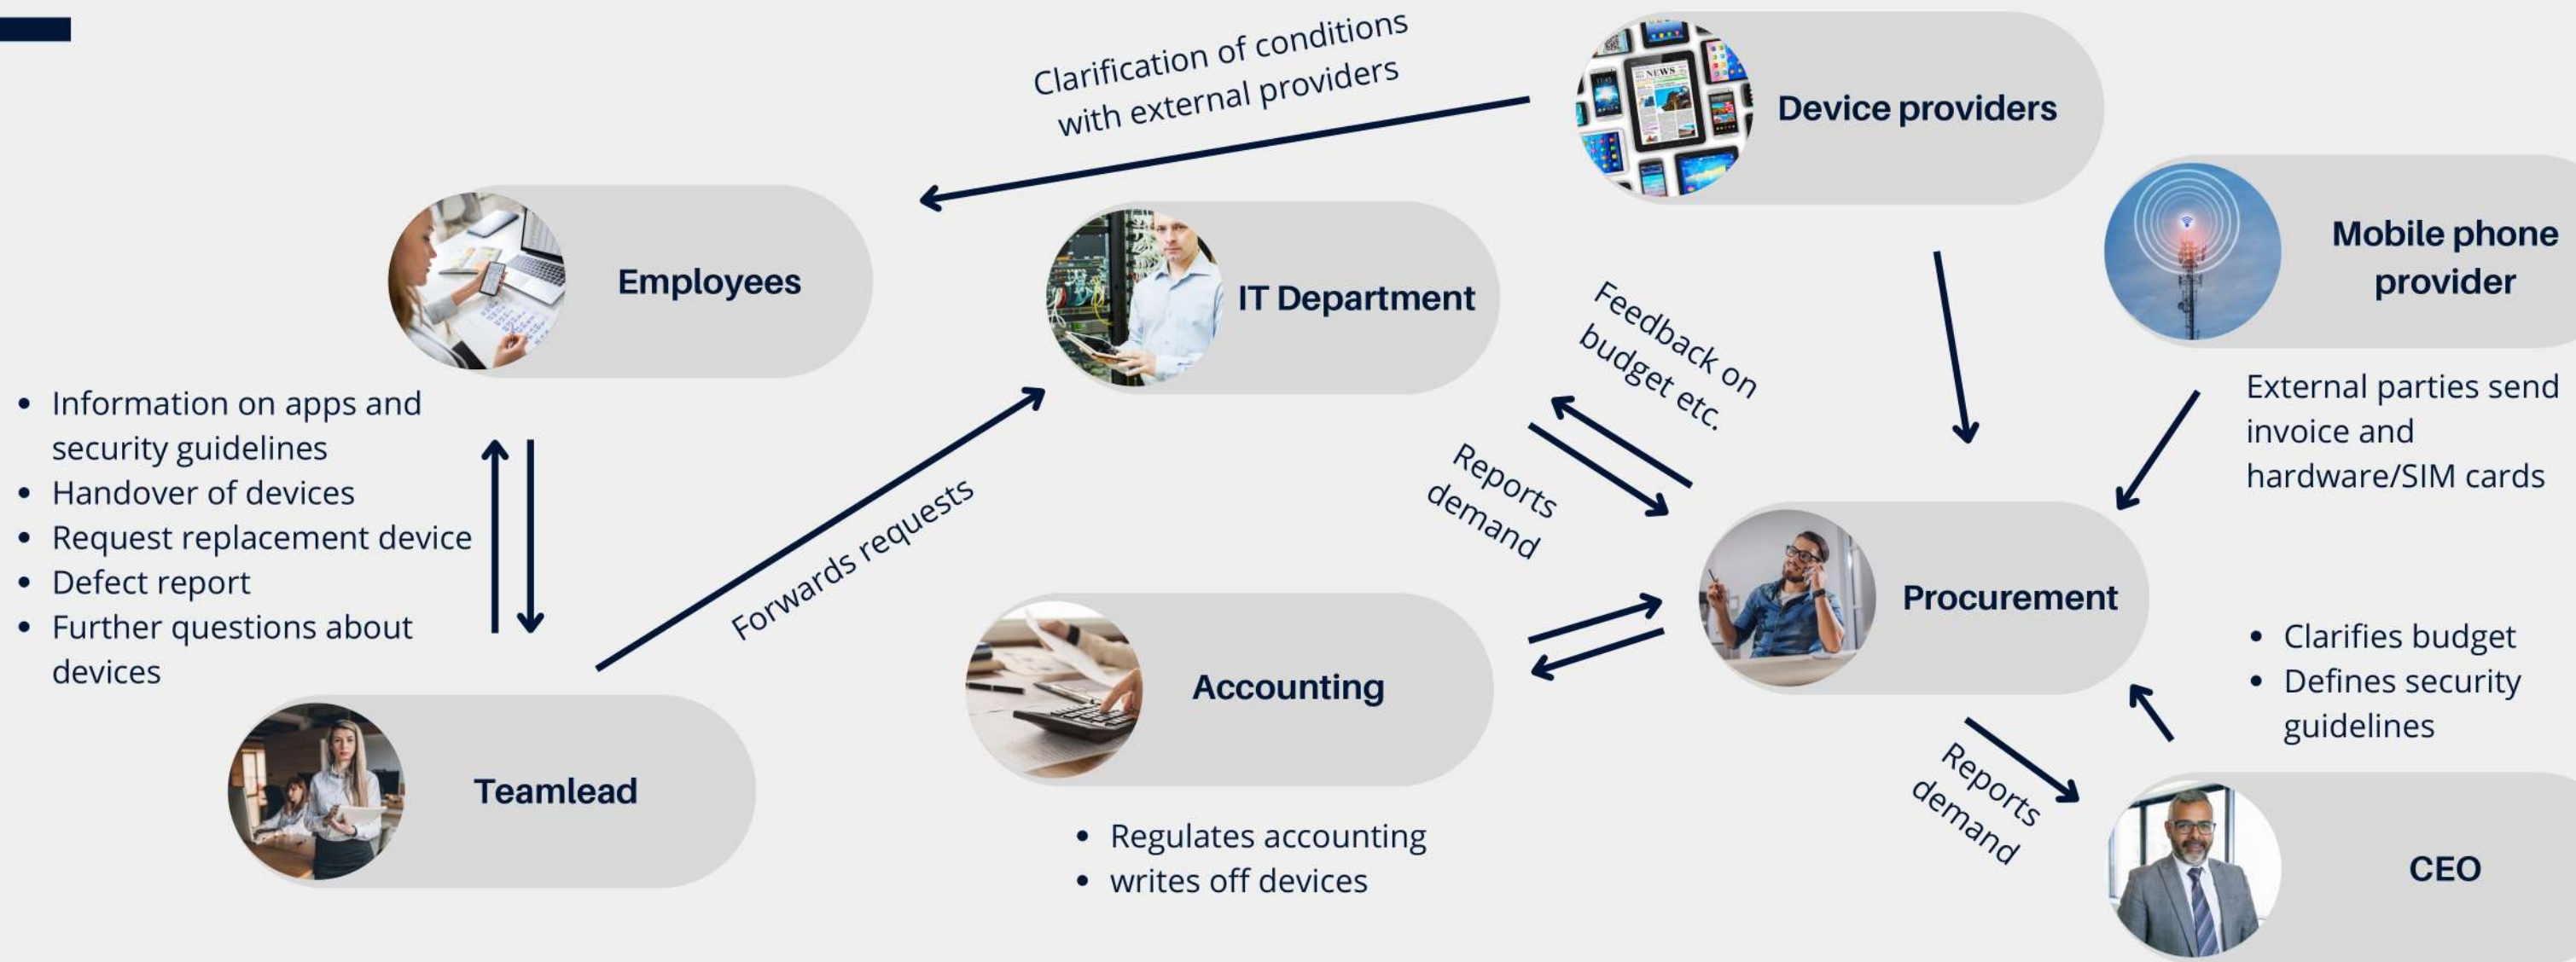 Clarification of conditions
with external providers
NEWS
Device providers
Employees
IT Department
Mobile phone
provider
Feedback on
budget etc.
Reports
demand
External parties send
invoice and
hardware/SIM cards
• Information on apps and
security guidelines
• Handover of devices
• Request replacement device
• Defect report
• Further questions about
devices
Forwards requests
Procurement
Accounting
• Clarifies budget
• Defines security
guidelines
Teamlead
• Regulates accounting
• writes off devices
Reports
demand
CEO